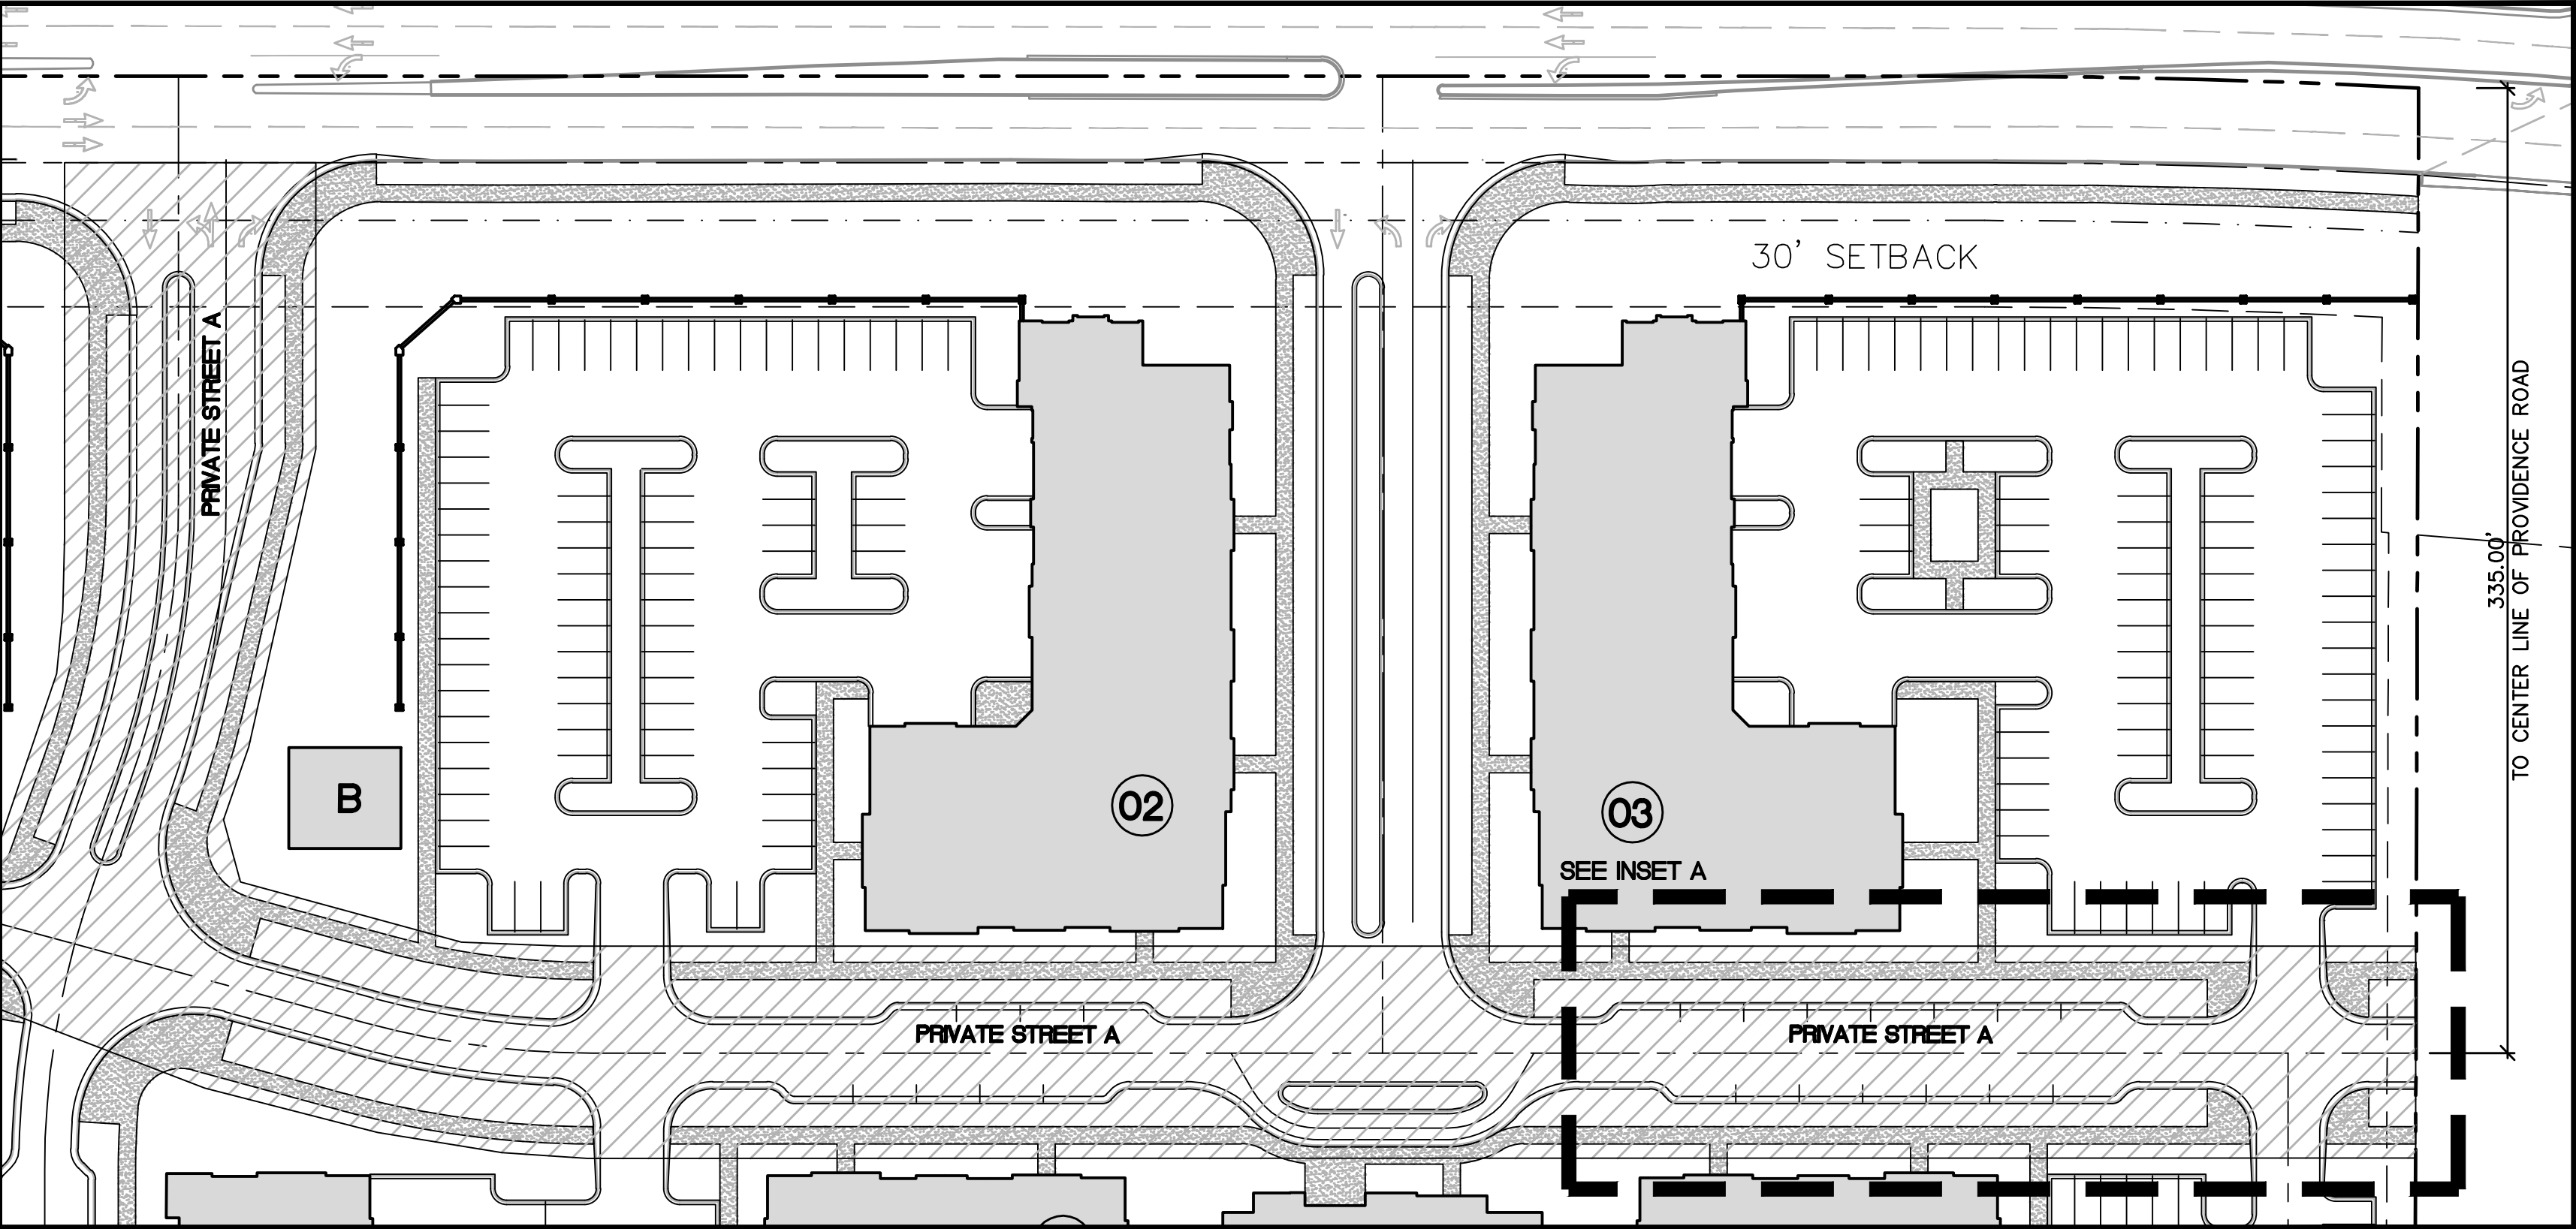 30' SETBACK
PRIVATE STREET A
335.00'
TO CENTER LINE OF PROVIDENCE ROAD
B
02
03
SEE INSET A
PRIVATE STREET A
PRIVATE STREET A